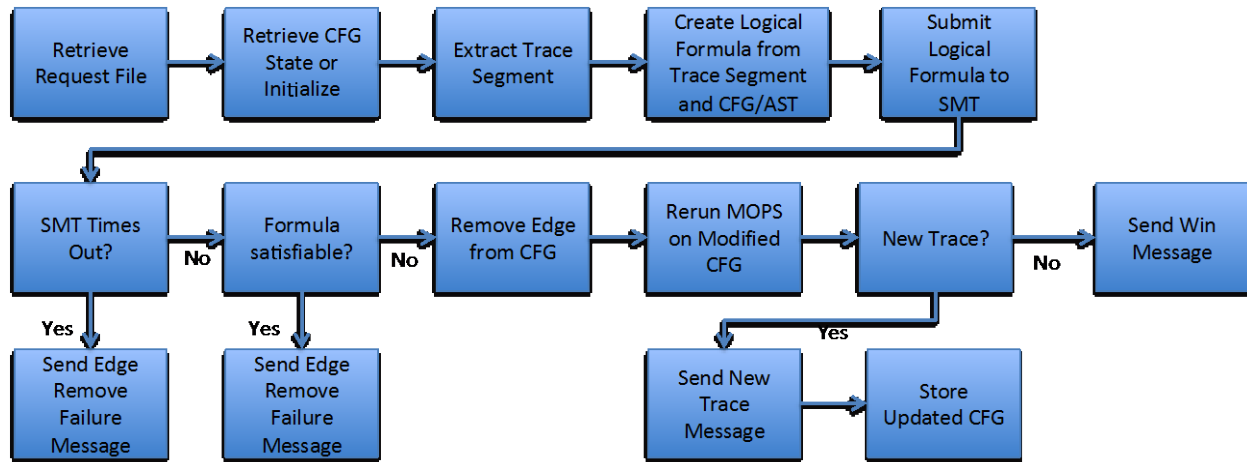 Retrieve
Request File
Retrieve CFG
State or
Initialize
Extract Trace
Segment
Create Logical
Formula from
Trace Segment
and CFG/AST
Submit
Logical
Formula to
SMT
SMT Times
Out?
No
Formula
satisfiable?
No
Remove Edge
from CFG
Rerun MOPS
on Modified
CFG
New Trace?
No
Send Win
Message
Yes
Yes
Yes
Send Edge
Remove
Failure
Message
Send Edge
Remove
Failure
Message
Send New
Trace
Message
Store
Updated CFG